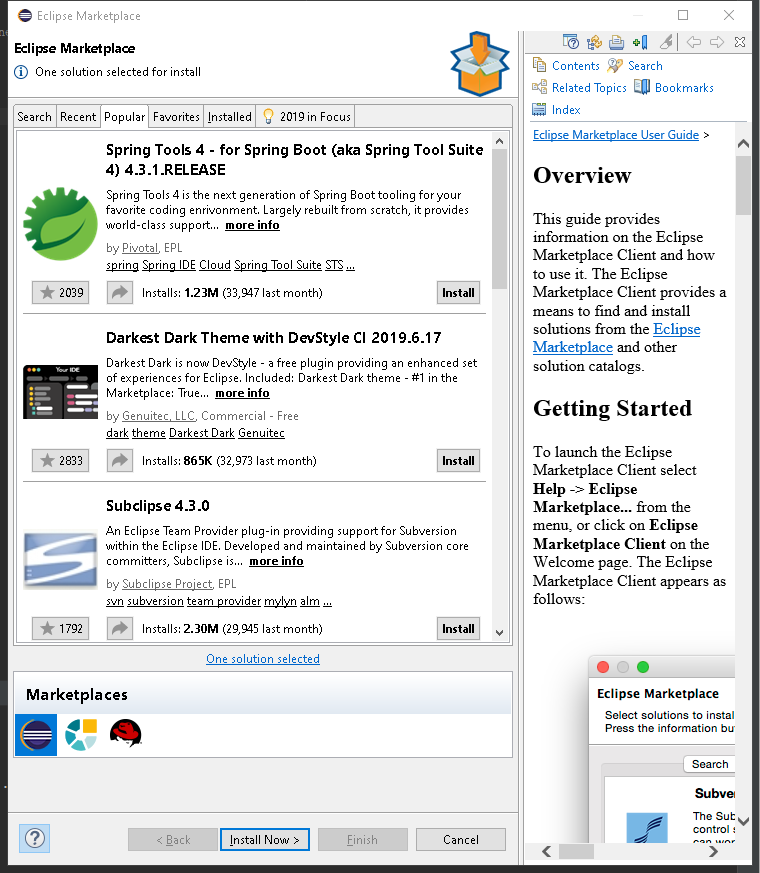 Eclipse Marketplace
Eclipse Marketplace
One solution selected for install
Search Recent Popular Favorites Installed 2019 in Focus
Spring Tools 4 - for Spring Boot (aka Spring Tool Suite
4) 4.3.1.RELEASE
Spring Tools 4 is the next generation of Spring Boot tooling for your
favorite coding enrivonment. Largely rebuilt from scratch, it provides
world-class support... more info
by Pivotal, EPL
spring Spring IDE Cloud Spring Tool Suite STS ...
2039 Installs: 1.23M (33,947 last month) Install
Darkest Dark Theme with DevStyle CI 2019.6.17
Your IDE
Darkest Dark is now DevStyle - a free plugin providing an enhanced set
of experiences for Eclipse. Included: Darkest Dark theme - #1 in the
Marketplace: True... more info
by Genuitec, LLC, Commercial - Free
dark theme Darkest Dark Genuitec
2833 Installs: 865K (32,973 last month) Install
Subclipse 4.3.0
An Eclipse Team Provider plug-in providing support for Subversion
within the Eclipse IDE. Developed and maintained by Subversion core
committers, Subclipse is... more info
by Subclipse Project, EPL
svn subversion team provider mylyn alm ...
1792 Installs: 2.30M (29,945 last month) Install
One solution selected
Marketplaces
? < Back Install Now > Finish Cancel
Contents Search
Related Topics Bookmarks
Index
Eclipse Marketplace User Guide >
Overview
This guide provides
information on the Eclipse
Marketplace Client and how
to use it. The Eclipse
Marketplace Client provides a
means to find and install
solutions from the Eclipse
Marketplace and other
solution catalogs.
Getting Started
To launch the Eclipse
Marketplace Client select
Help -> Eclipse
Marketplace... from the
menu, or click on Eclipse
Marketplace Client on the
Welcome page. The Eclipse
Marketplace Client appears as
follows:
Eclipse Marketplace
Select solutions to instal
Press the information bu
Search
Subve
The Sub
control s
can wor